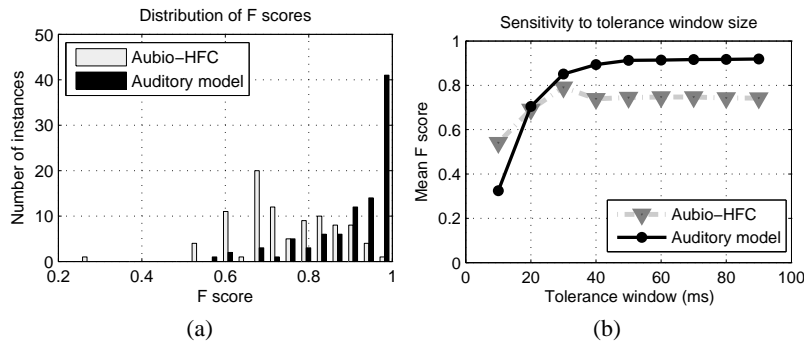 Distribution of F scores
50
40
30
20
10
0
Number of instances
Aubio−HFC
Auditory model
0.2
0.4
0.6
0.8
1
F score
(a)
Sensitivity to tolerance window size
1
0.8
0.6
0.4
0.2
0
Mean F score
Aubio−HFC
Auditory model
0
20
40
60
80
100
Tolerance window (ms)
(b)